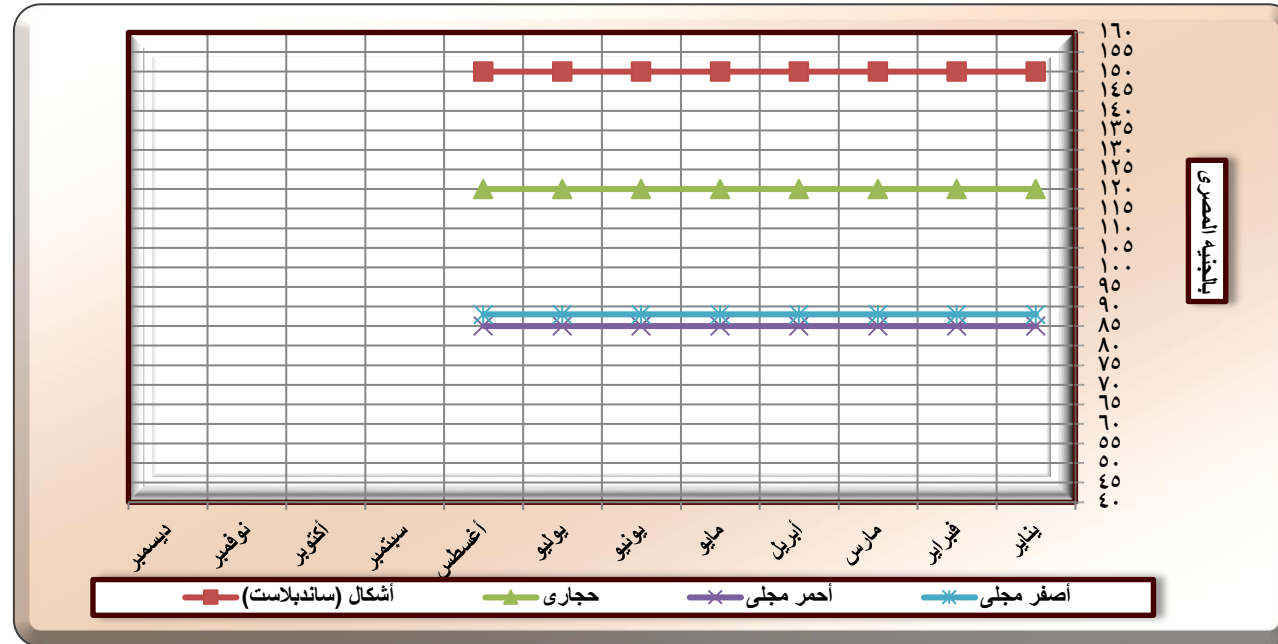 ١٦٠
١٥٥
١٥٠
١٤٥
١٤٠
١٣٥
١٣٠
١٢٥
١٢٠
١١٥
١١٠
١٠٥
١٠٠
٩٥
٩٠
٨٥
٨٠
٧٥
٧٠
٦٥
٦٠
٥٥
٥٠
٤٥
٤٠
بالجنيه المصرى
يناير
فبراير
مارس
أبريل
مايو
يونيو
يوليو
أغسطس
سبتمبر
أكتوبر
نوفمبر
ديسمبر
أصفر مجلى أحمر مجلى حجارى أشكال (ساندبلاست)